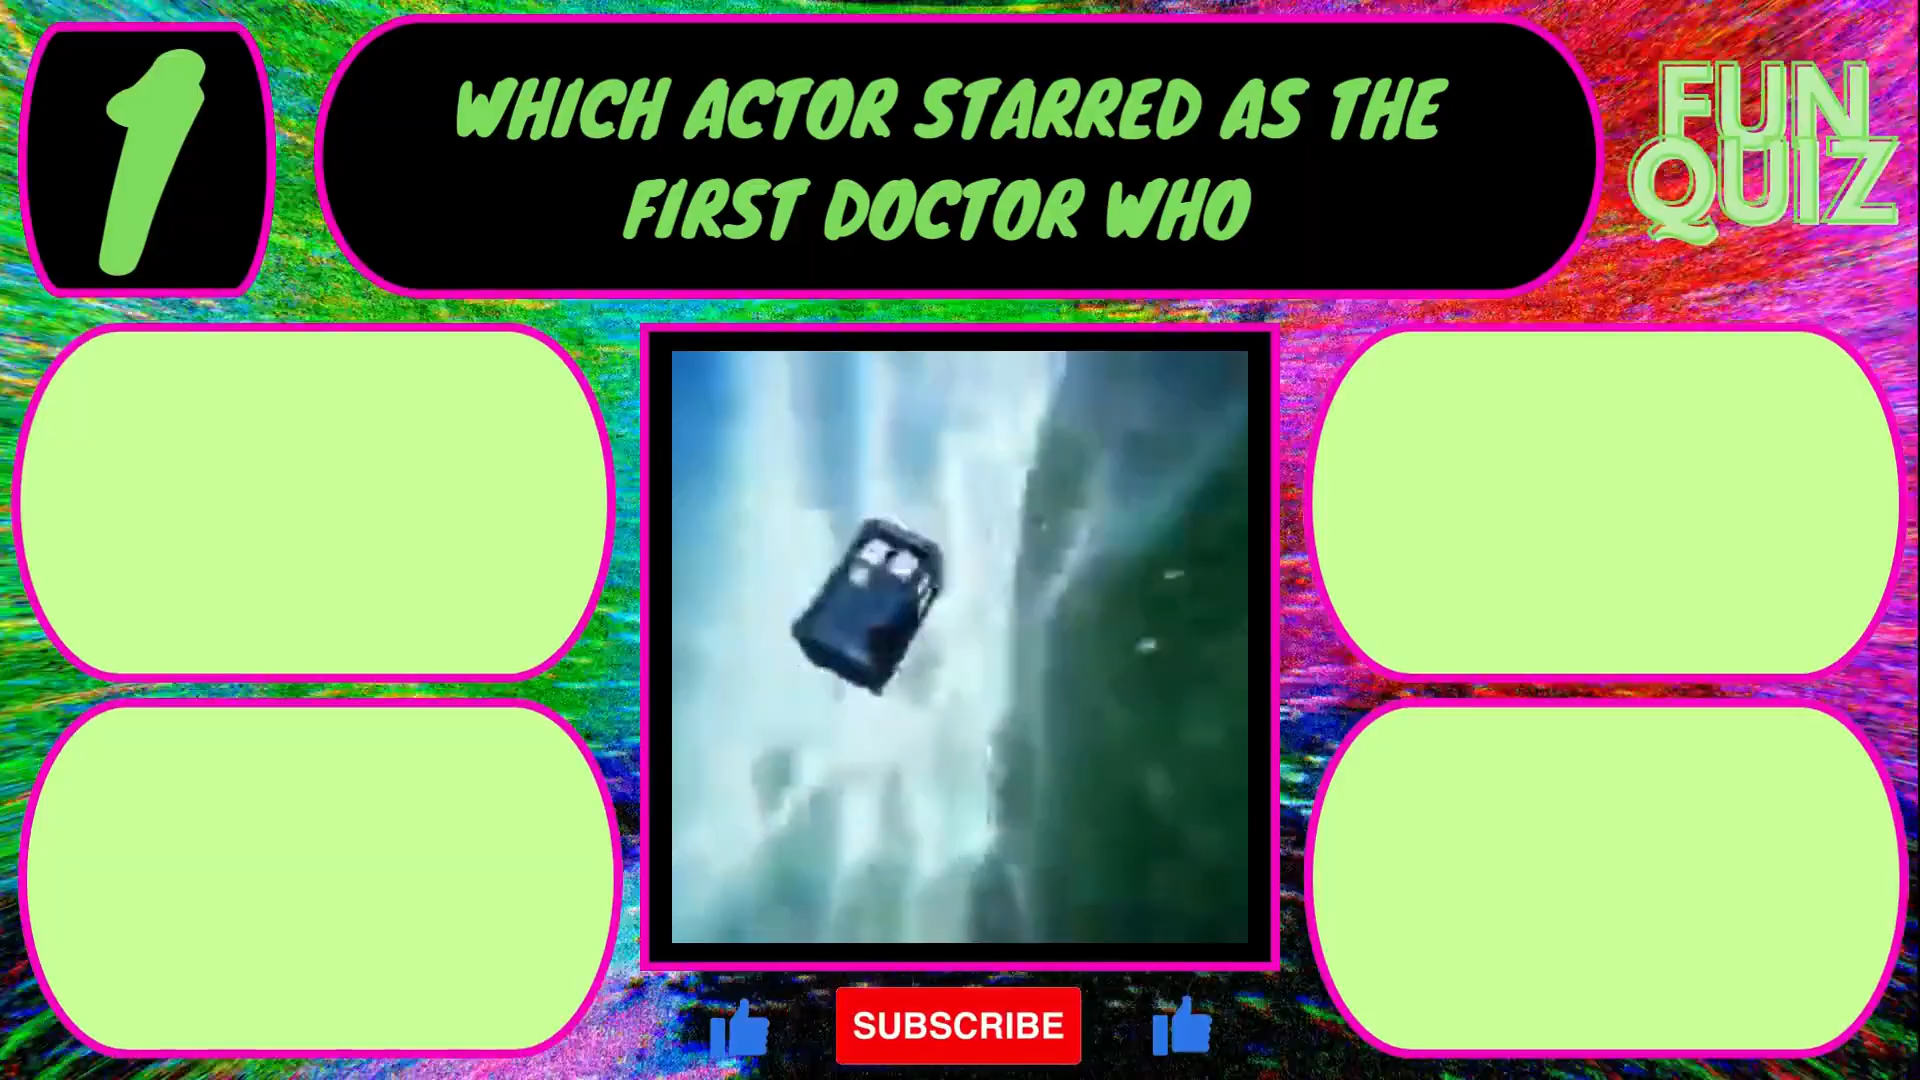 1
WHICH ACTOR STARRED AS THE
FIRST DOCTOR WHO
FUN
QUIZ
SUBSCRIBE